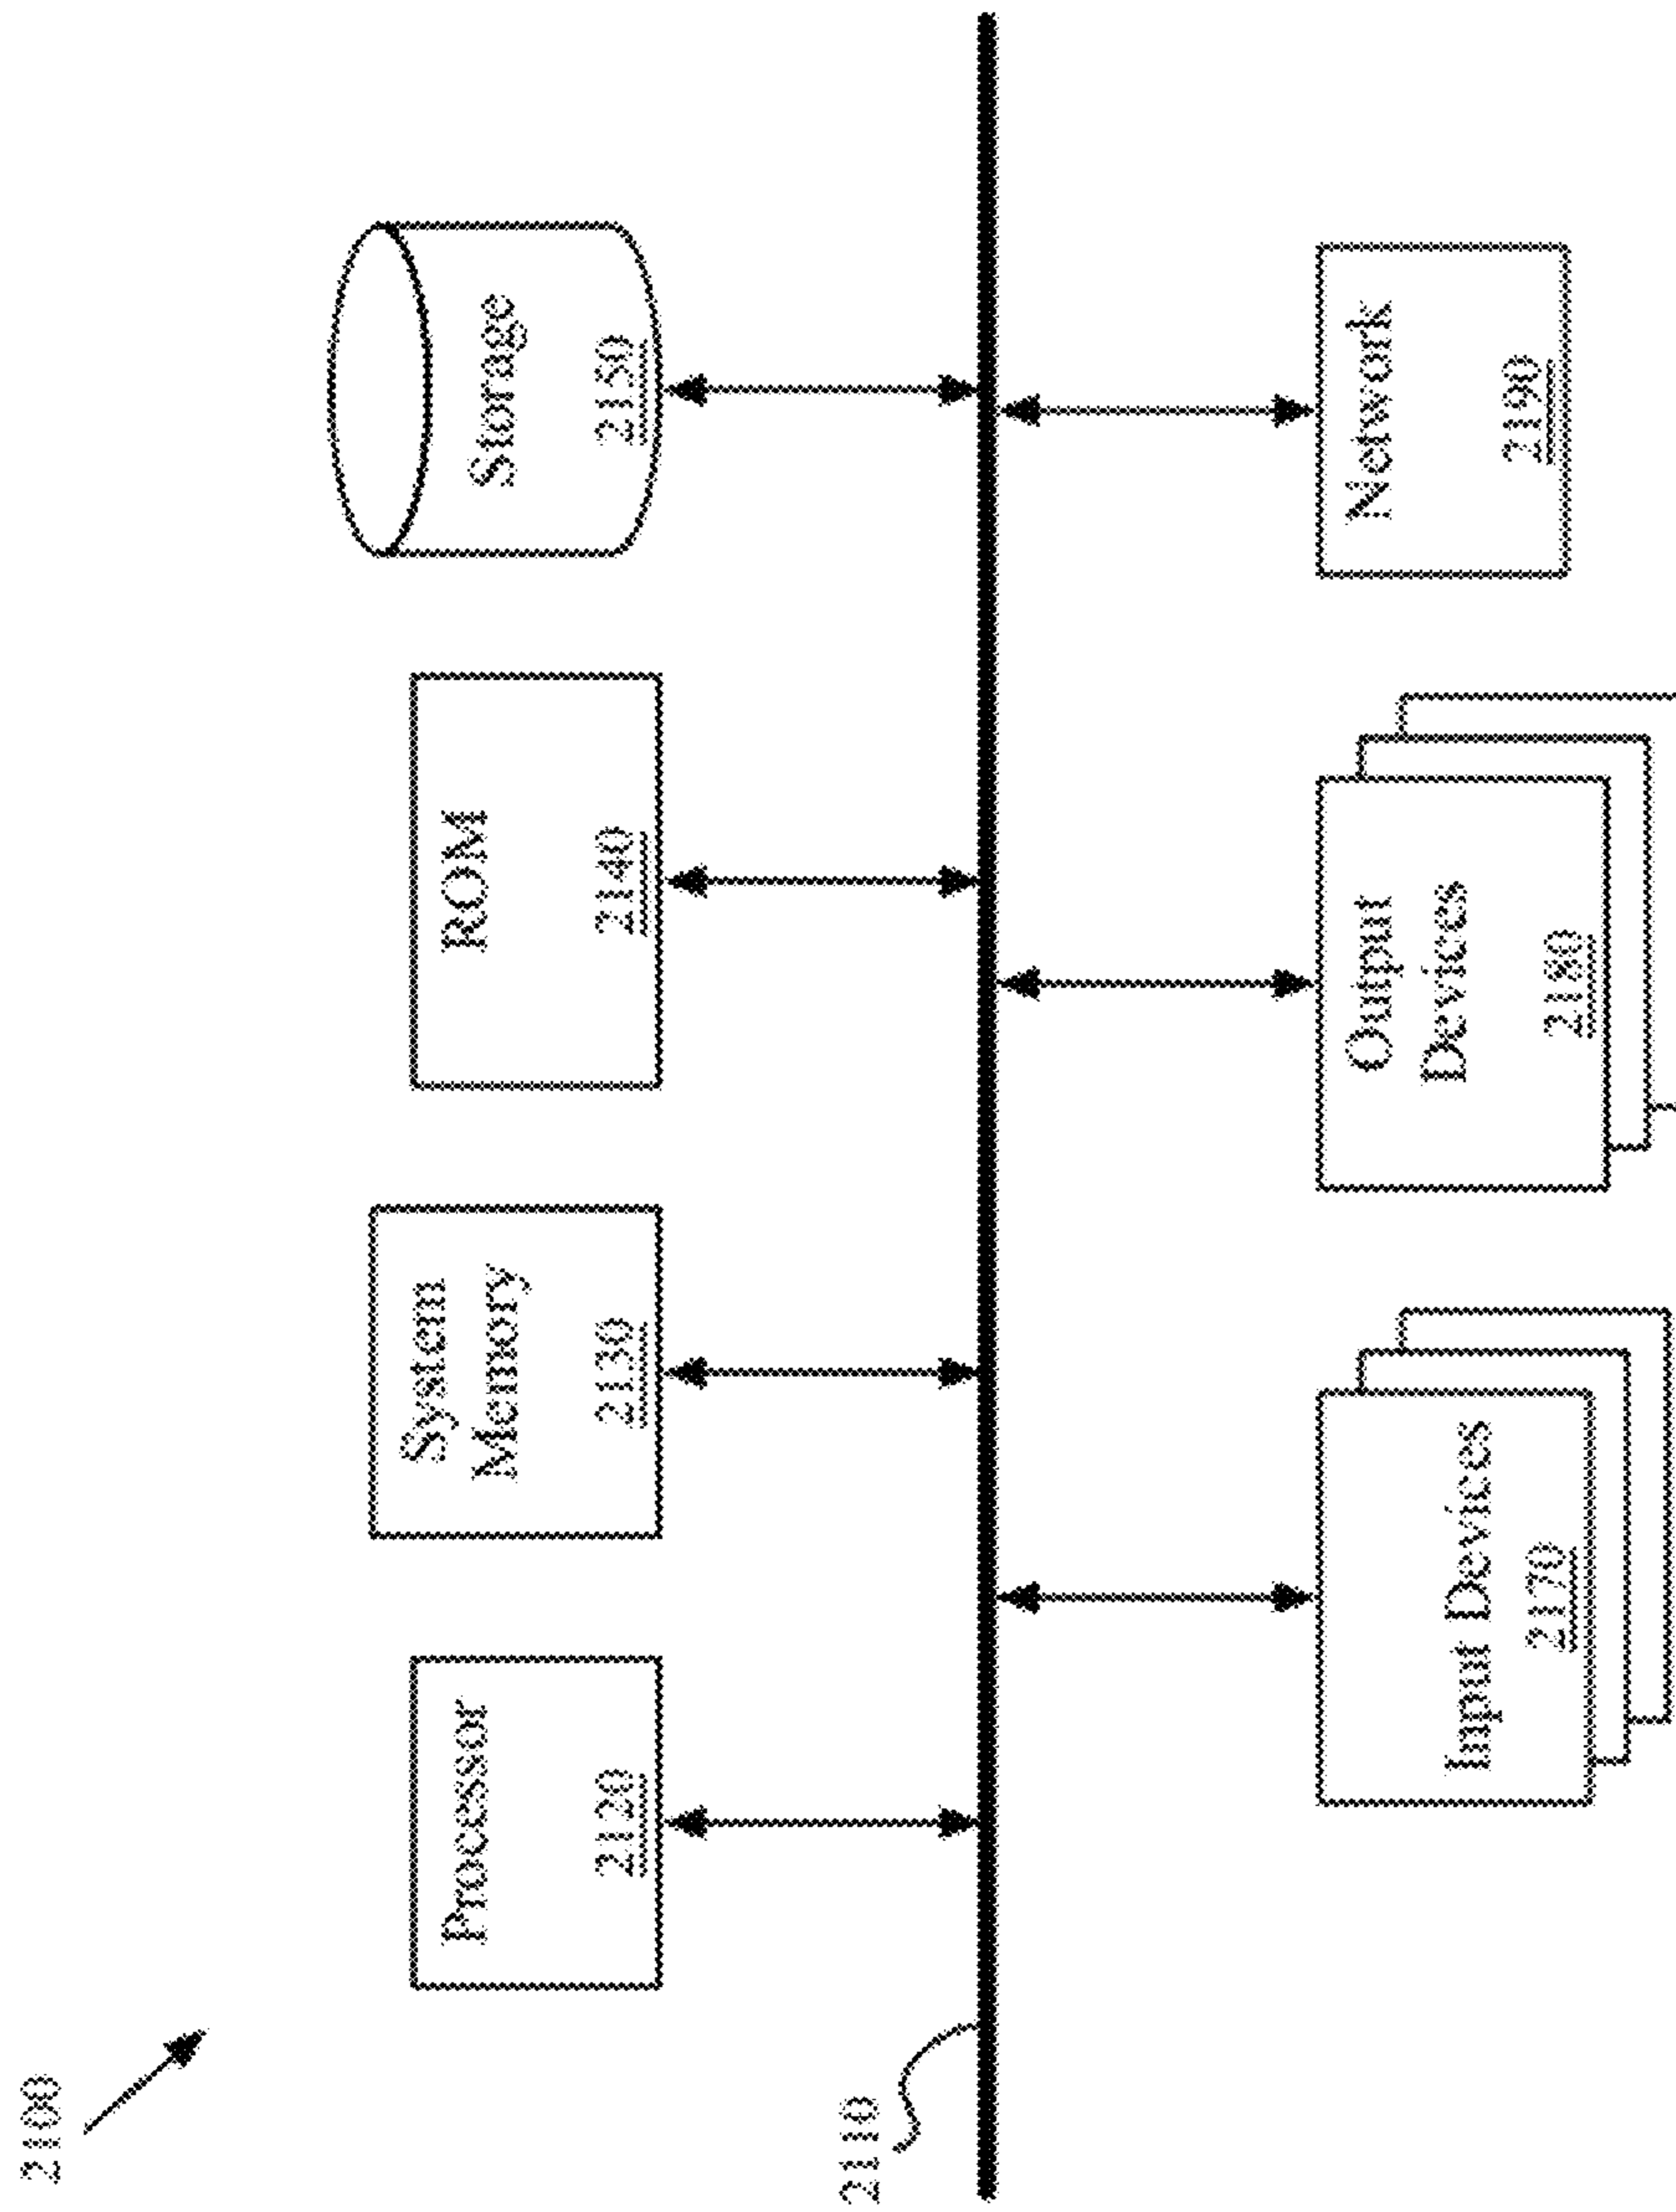 2100
Processor
2120
System
Memory
2130
ROM
2140
Storage
2150
2110
Input Devices
2170
Output
Devices
2180
Network
2190